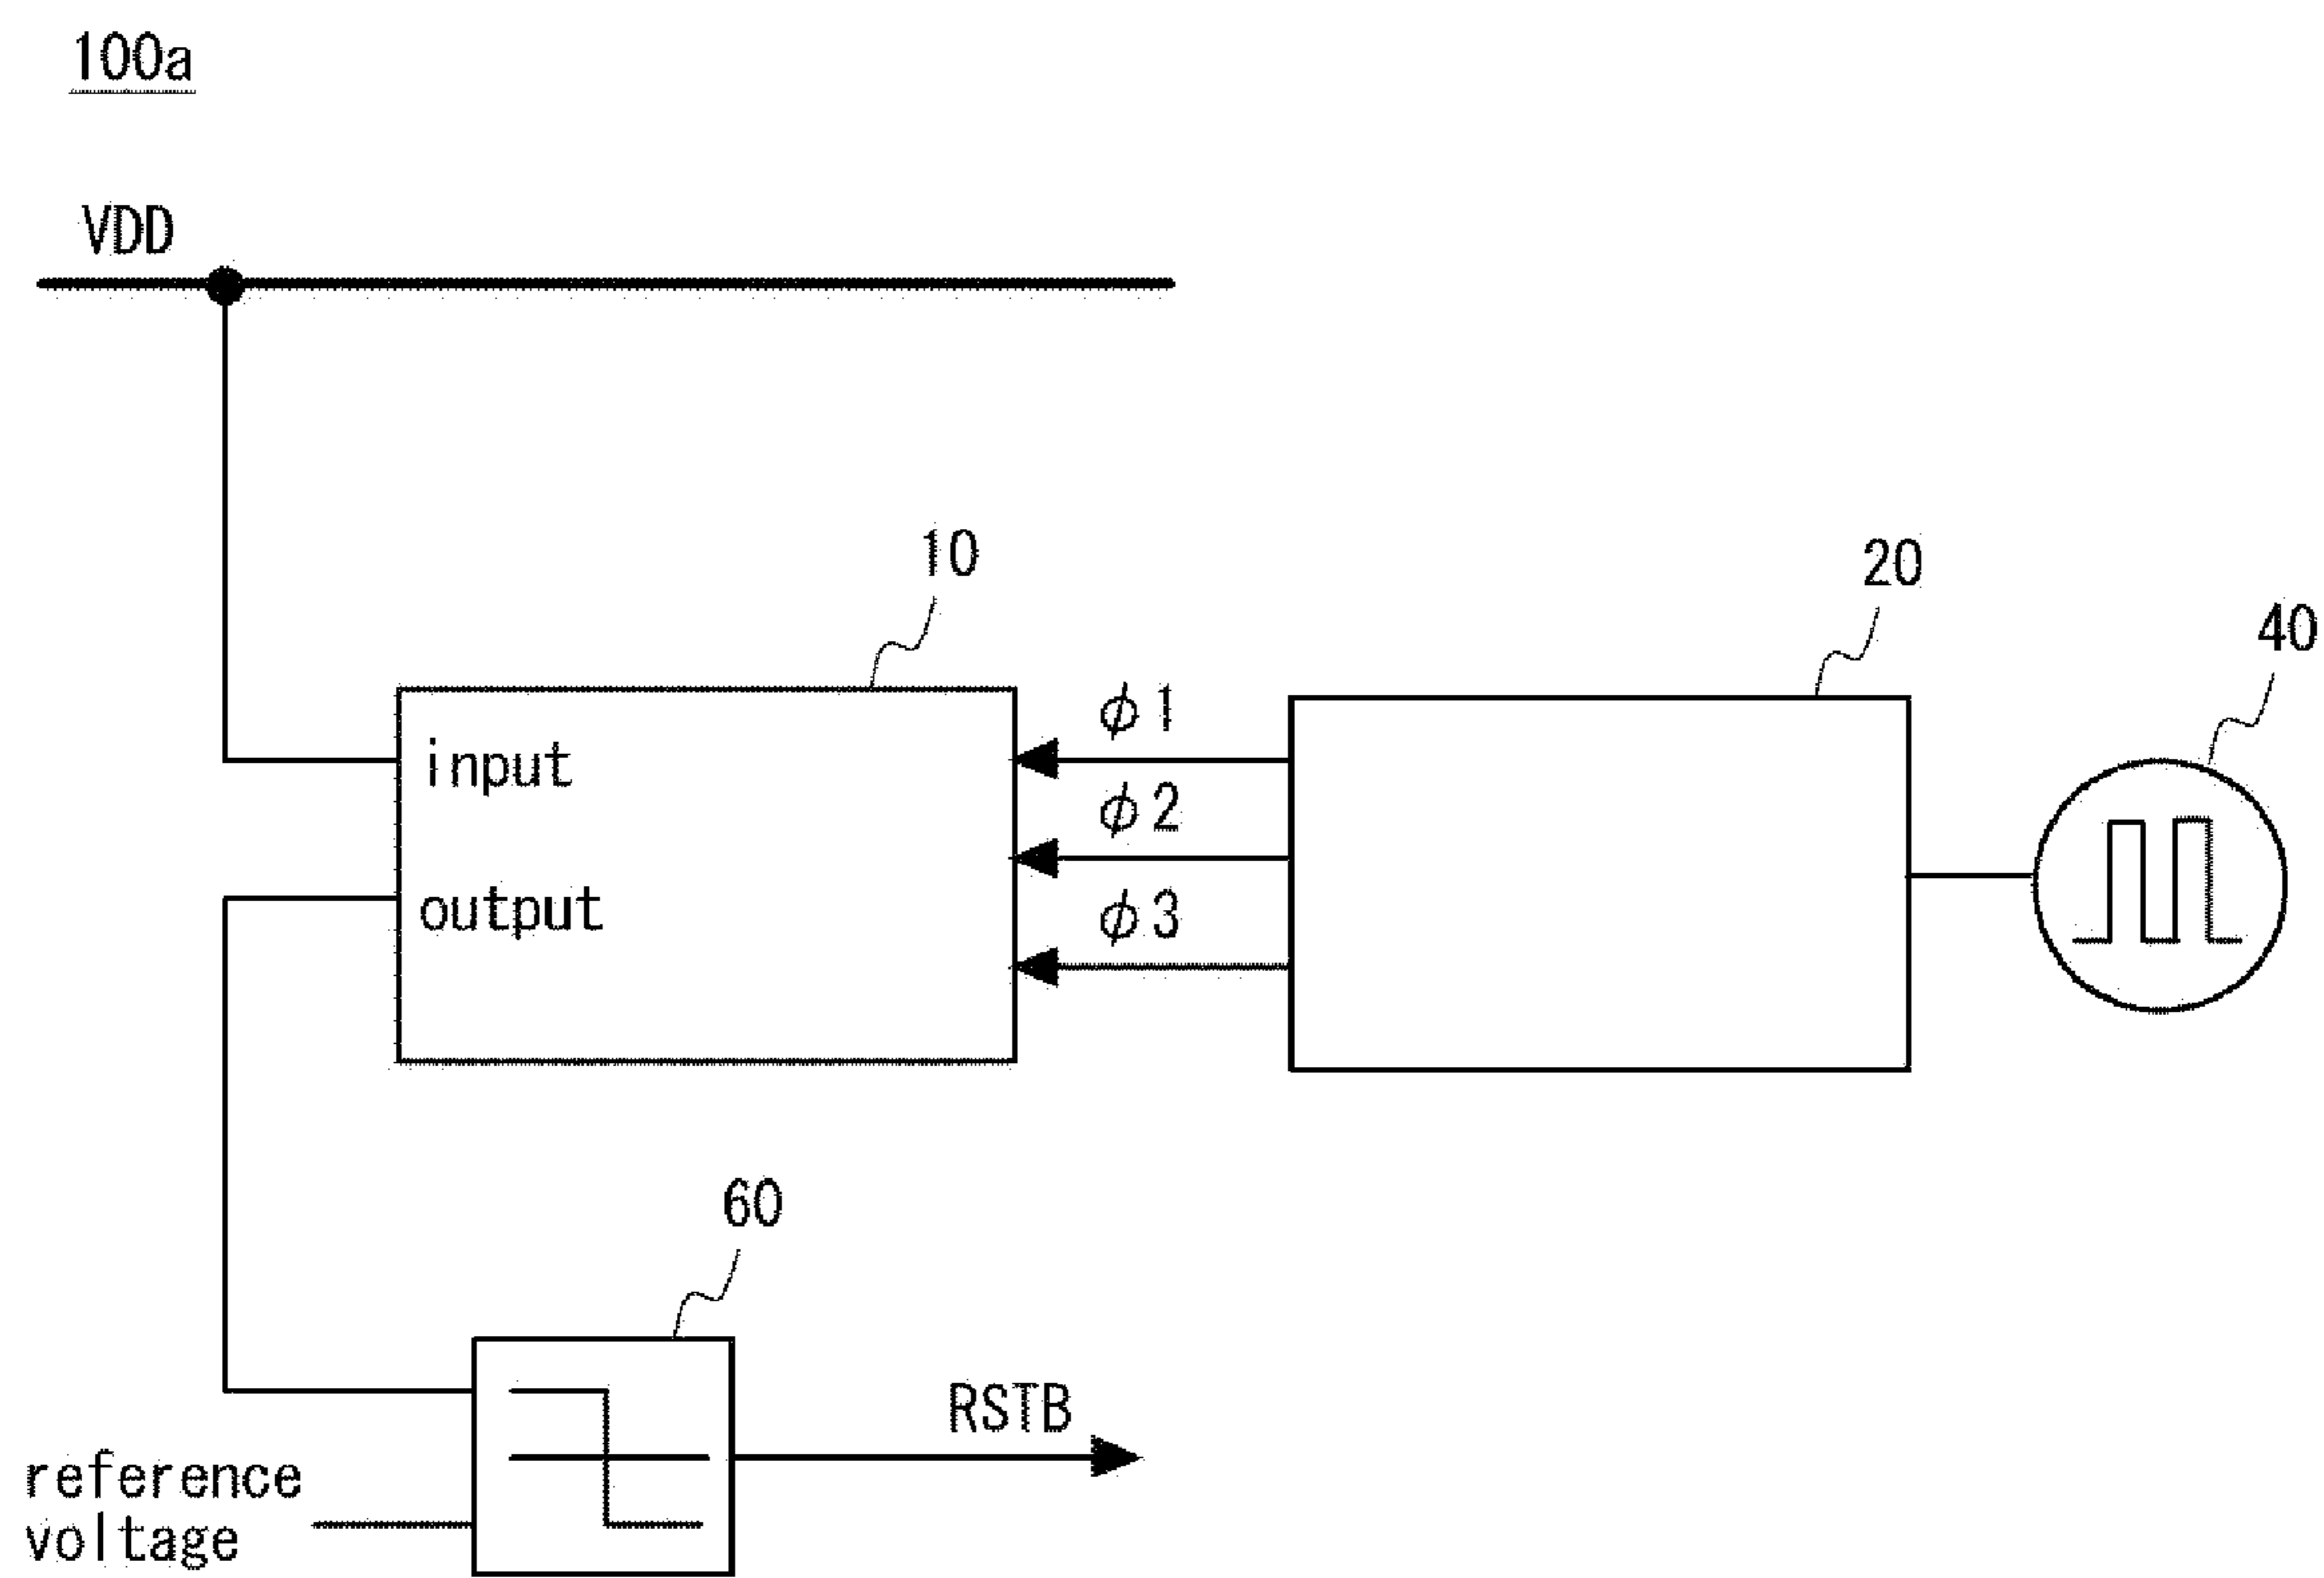 100a
VDD
10
20
40
ϕ1
input
ϕ2
ϕ3
output
60
RSTB
reference
voltage